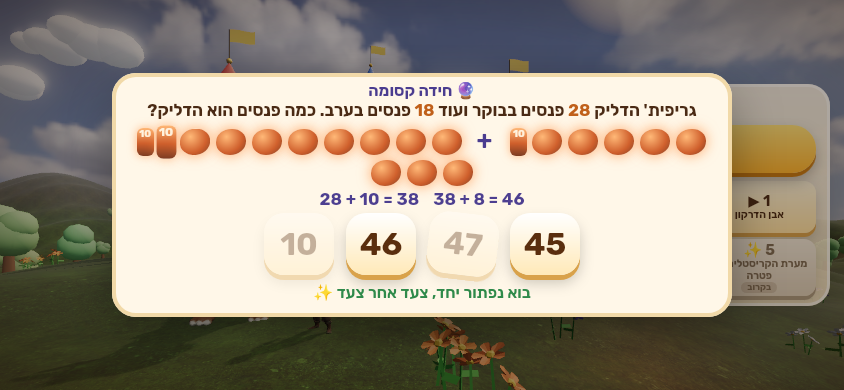 🔮 חידה קסומה
גריפית' הדליק 28 פנסים בבוקר ועוד 18 פנסים בערב. כמה פנסים הוא הדליק?
10 10 + 10
28 + 10 = 38 38 + 8 = 46
10 46 47 45
בוא נפתור יחד, צעד אחר צעד ✨
1 ▶
אבן הדרקון
5 ✨
מערת הקריסטלי
פטרה
בקרוב